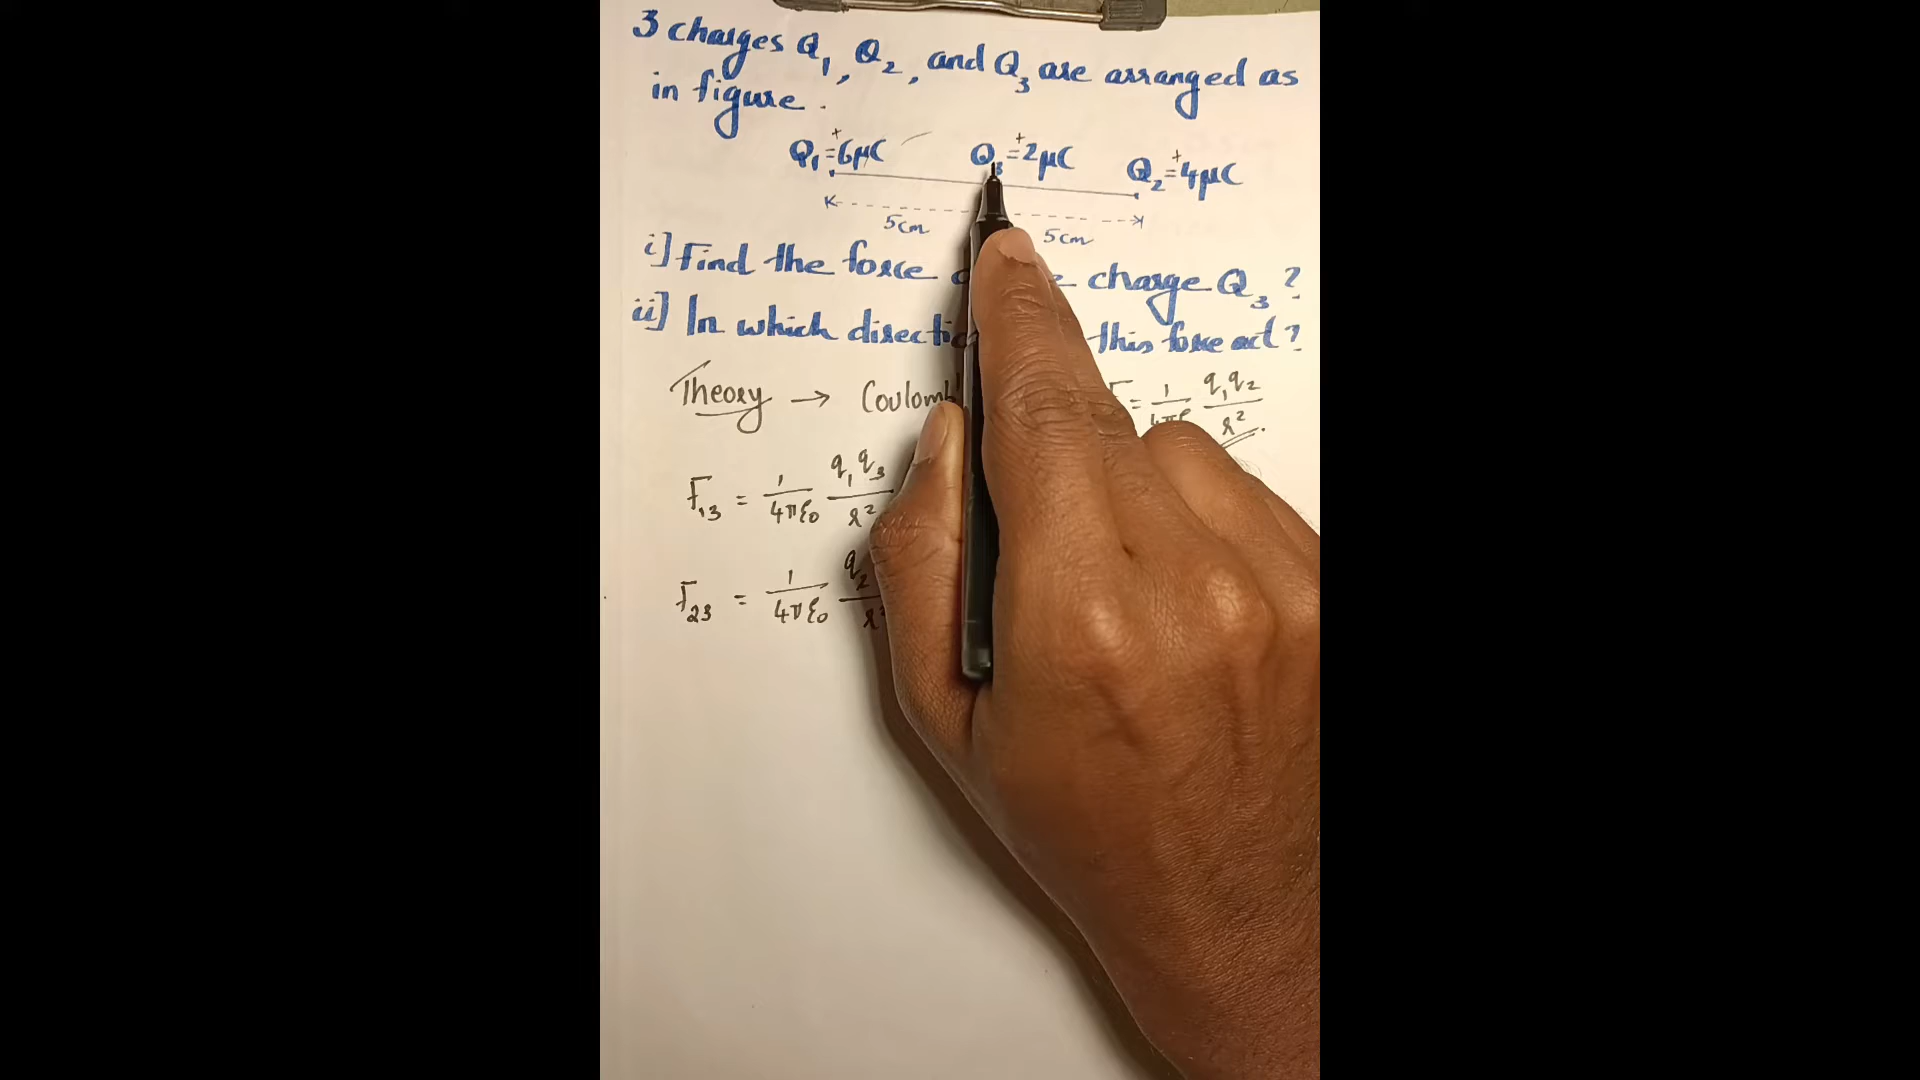 3 charges Q₁, Q₂, and Q₃ are arranged as
in figure.
Q₁=⁺6μC Q₃=⁺2μC Q₂=⁺4μC
5cm 5cm
i] Find the force charge Q₃ ?
ii] In which this force act ?
Theory → = 1/4πε q₁q₂/r².
F₁₃ = 1/4πε₀ q₁q₃/r²
F₂₃ = 1/4πε₀ q₂